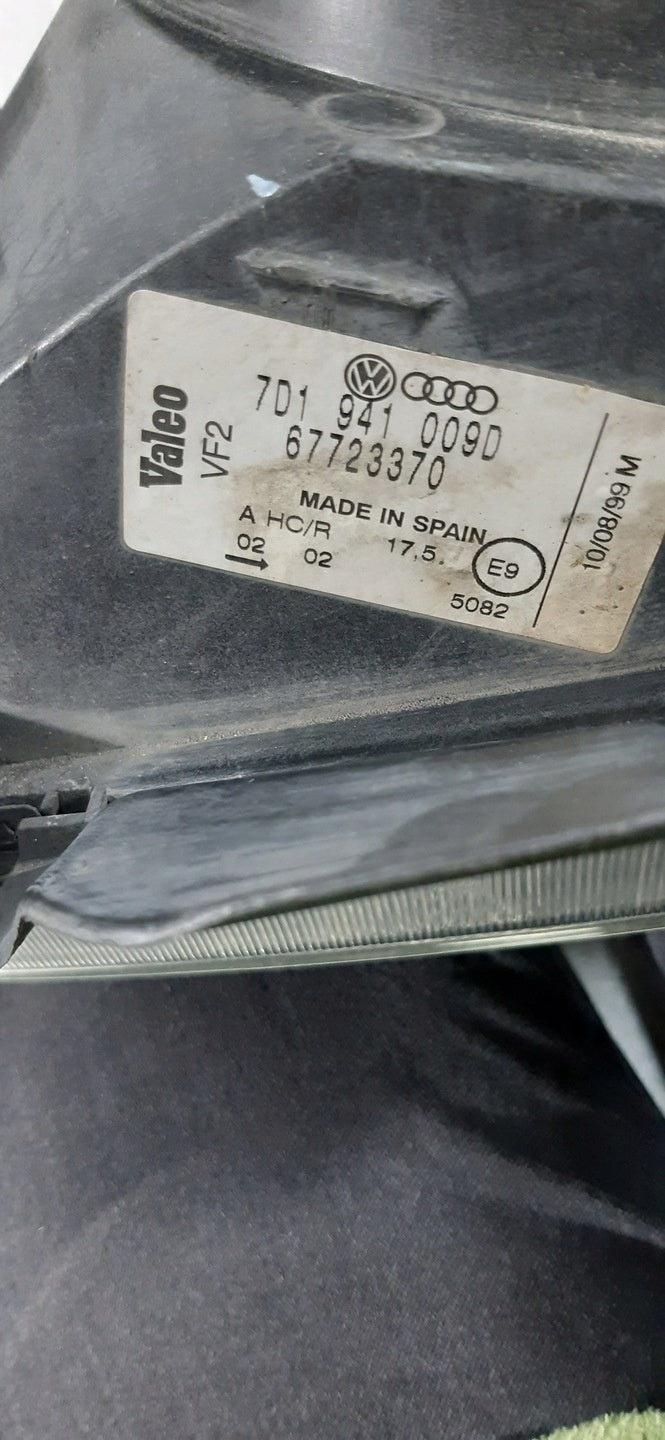 Valeo
VF2
7D1 941 009D
67723370
MADE IN SPAIN
A HC/R 17,5.
02 02
E9
5082
10/08/99 M